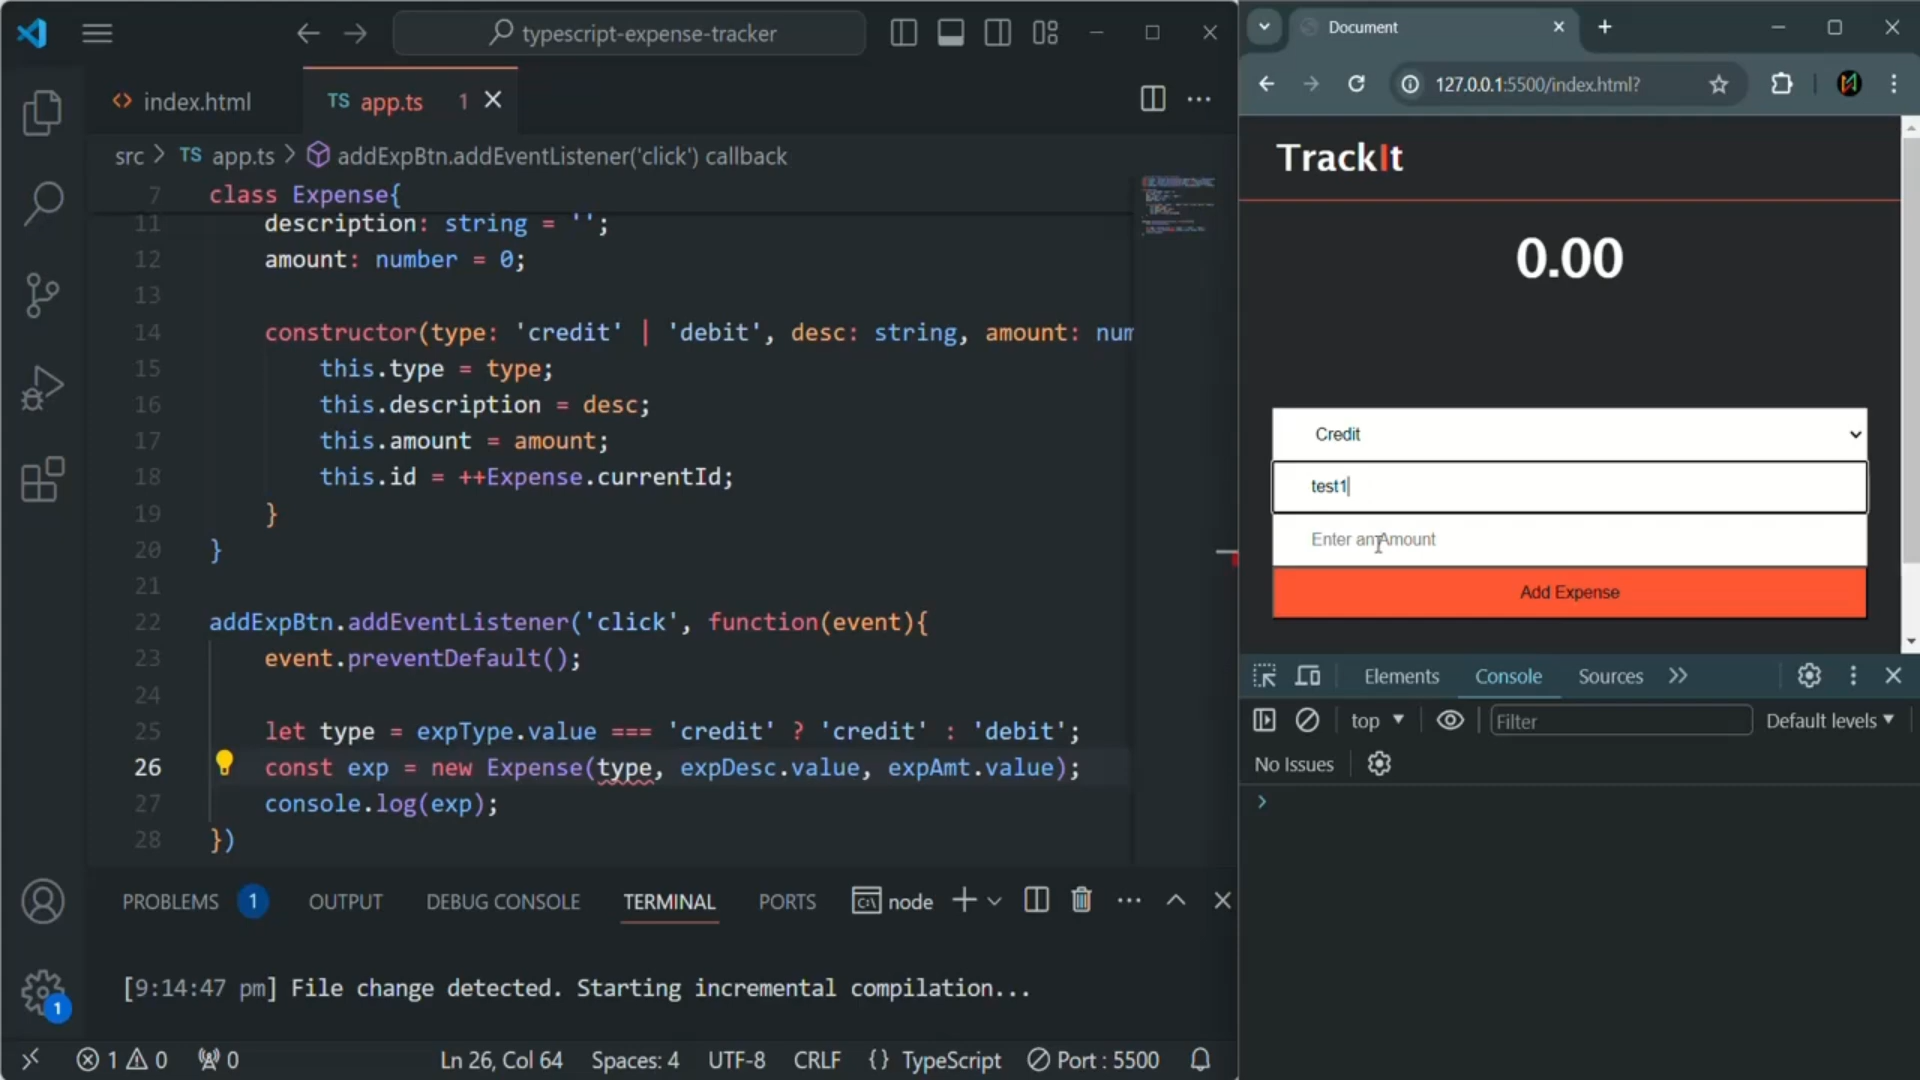 typescript-expense-tracker
index.html
TS app.ts 1
src > TS app.ts > addExpBtn.addEventListener('click') callback
7 class Expense{
11 description: string = '';
12 amount: number = 0;
13
14 constructor(type: 'credit' | 'debit', desc: string, amount: num
15 this.type = type;
16 this.description = desc;
17 this.amount = amount;
18 this.id = ++Expense.currentId;
19 }
20 }
21
22 addExpBtn.addEventListener('click', function(event){
23 event.preventDefault();
24
25 let type = expType.value === 'credit' ? 'credit' : 'debit';
26 const exp = new Expense(type, expDesc.value, expAmt.value);
27 console.log(exp);
28 })
PROBLEMS 1 OUTPUT DEBUG CONSOLE TERMINAL PORTS node
[9:14:47 pm] File change detected. Starting incremental compilation...
1
1 0 0 Ln 26, Col 64 Spaces: 4 UTF-8 CRLF {} TypeScript Port : 5500
Document
127.0.0.1:5500/index.html?
TrackIt
0.00
Credit
test1
Enter an Amount
Add Expense
Elements Console Sources
top Filter Default levels
No Issues